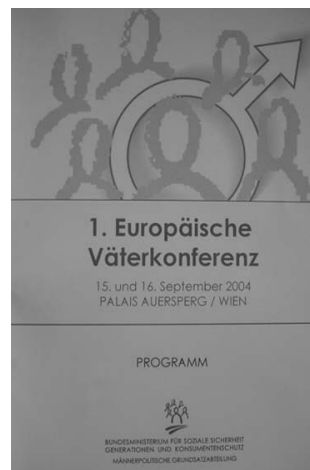 1. Europäische
Väterkonferenz
15. und 16. September 2004
PALAIS AUERSPERG / WIEN
PROGRAMM
BUNDESMINISTERIUM FÜR SOZIALE SICHERHEIT
GENERATIONEN UND KONSUMENTENSCHUTZ
MÄNNERPOLITISCHE GRUNDSATZABTEILUNG